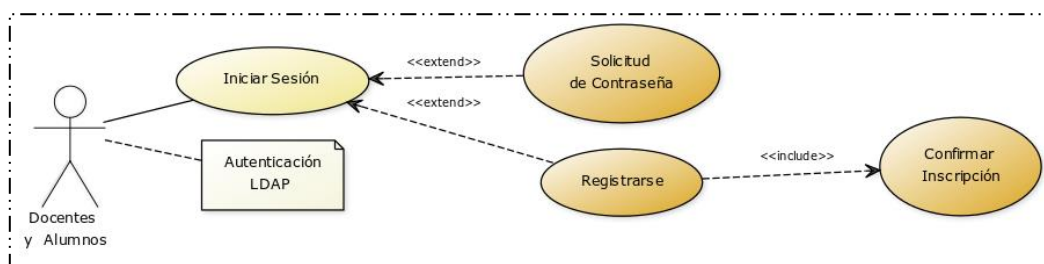 Iniciar Sesión
<<extend>>
Solicitud
de Contraseña
<<extend>>
Autenticación
LDAP
Registrarse
<<include>>
Confirmar
Inscripción
Docentes
y Alumnos